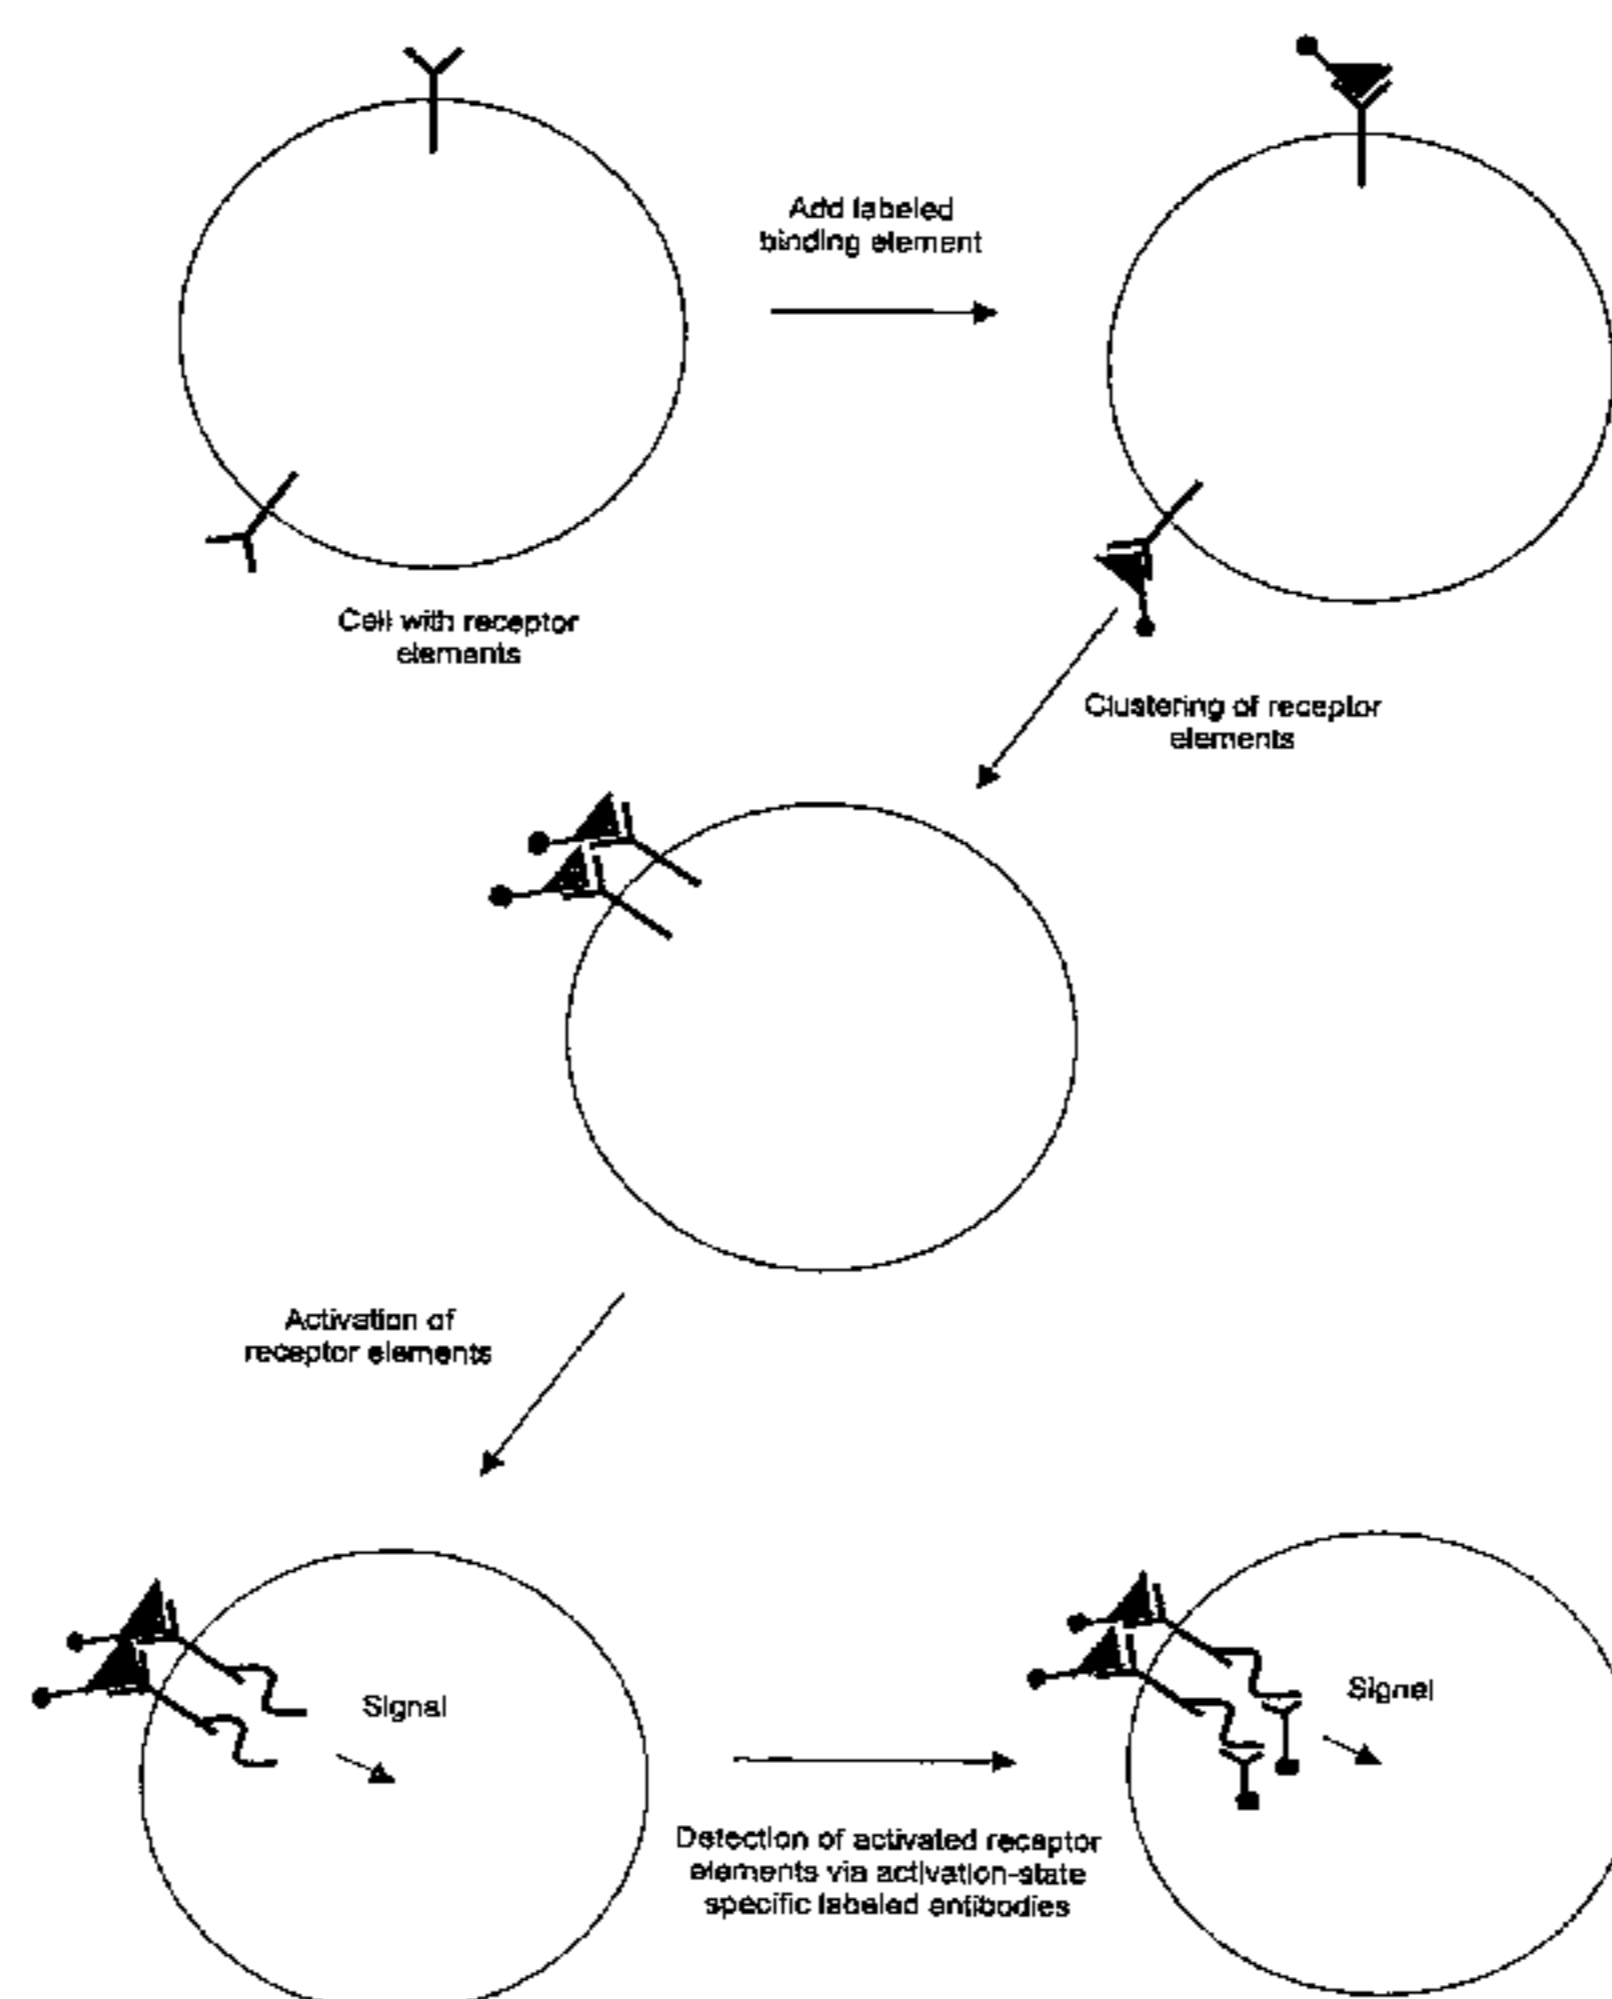 Add labeled
binding element
Cell with receptor
elements
Clustering of receptor
elements
Activation of
receptor elements
Signal
Signal
Detection of activated receptor
elements via activation-state
specific labeled antibodies